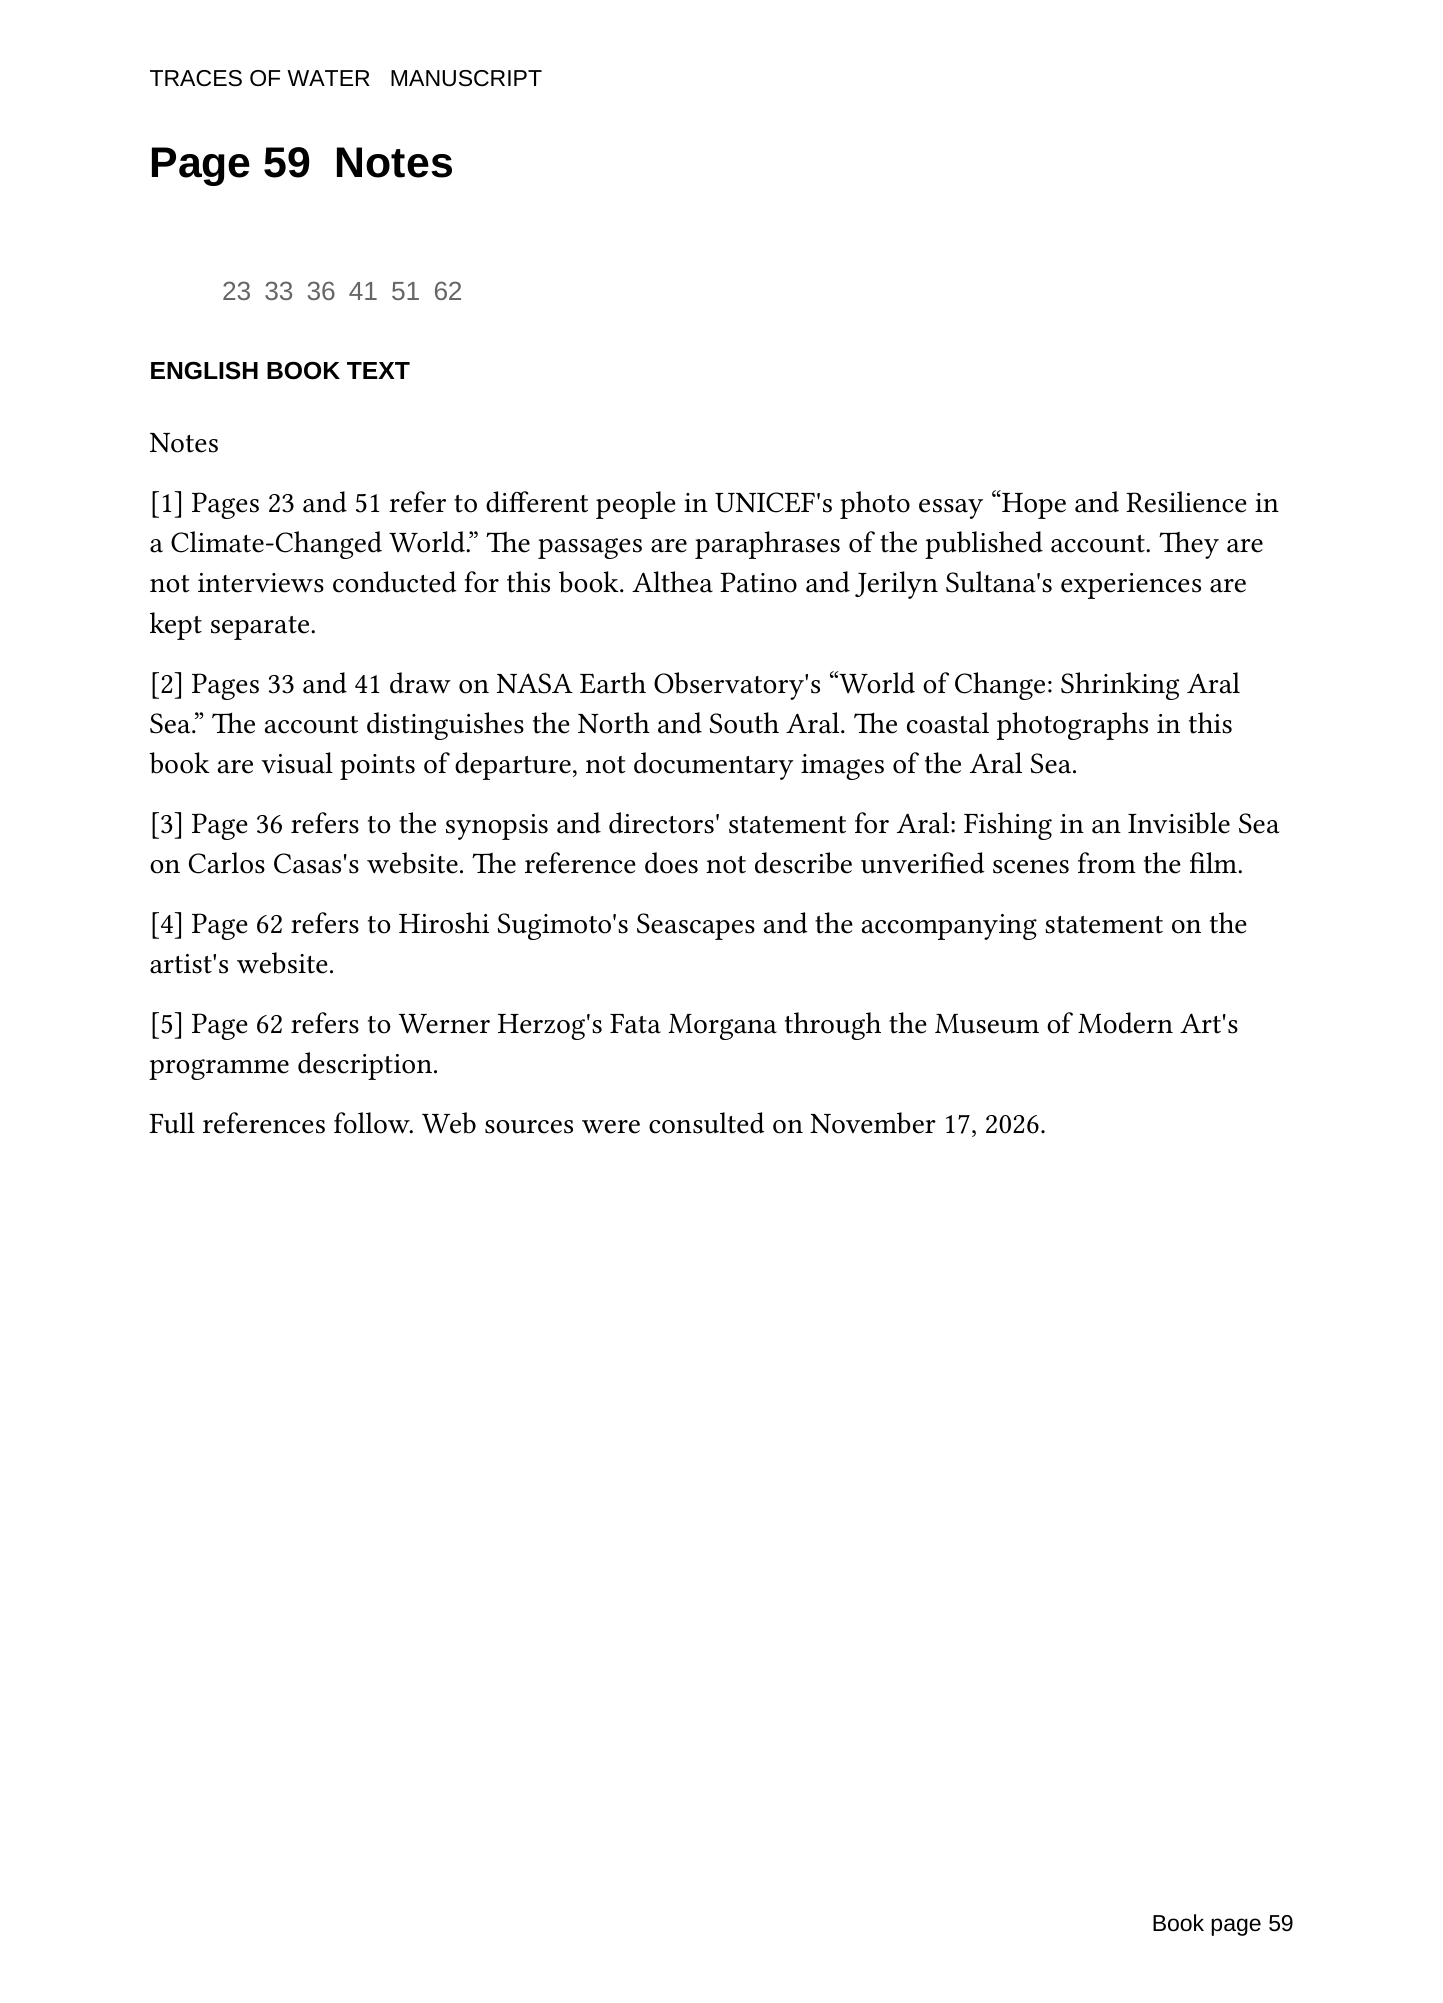 TRACES OF WATER   MANUSCRIPT
Page 59  Notes
23  33  36  41  51  62
ENGLISH BOOK TEXT
Notes
[1] Pages 23 and 51 refer to different people in UNICEF's photo essay “Hope and Resilience in
a Climate-Changed World.” The passages are paraphrases of the published account. They are
not interviews conducted for this book. Althea Patino and Jerilyn Sultana's experiences are
kept separate.
[2] Pages 33 and 41 draw on NASA Earth Observatory's “World of Change: Shrinking Aral
Sea.” The account distinguishes the North and South Aral. The coastal photographs in this
book are visual points of departure, not documentary images of the Aral Sea.
[3] Page 36 refers to the synopsis and directors' statement for Aral: Fishing in an Invisible Sea
on Carlos Casas's website. The reference does not describe unverified scenes from the film.
[4] Page 62 refers to Hiroshi Sugimoto's Seascapes and the accompanying statement on the
artist's website.
[5] Page 62 refers to Werner Herzog's Fata Morgana through the Museum of Modern Art's
programme description.
Full references follow. Web sources were consulted on November 17, 2026.
Book page 59